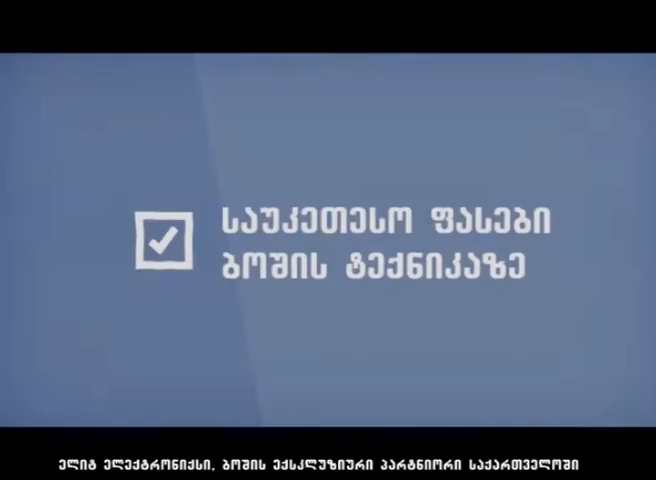 საუკეთესო ფასები
ბოშის ტექნიკაზე
ელიტ ელექტრონიქსი, ბოშის ექსკლუზიური პარტნიორი საქართველოში